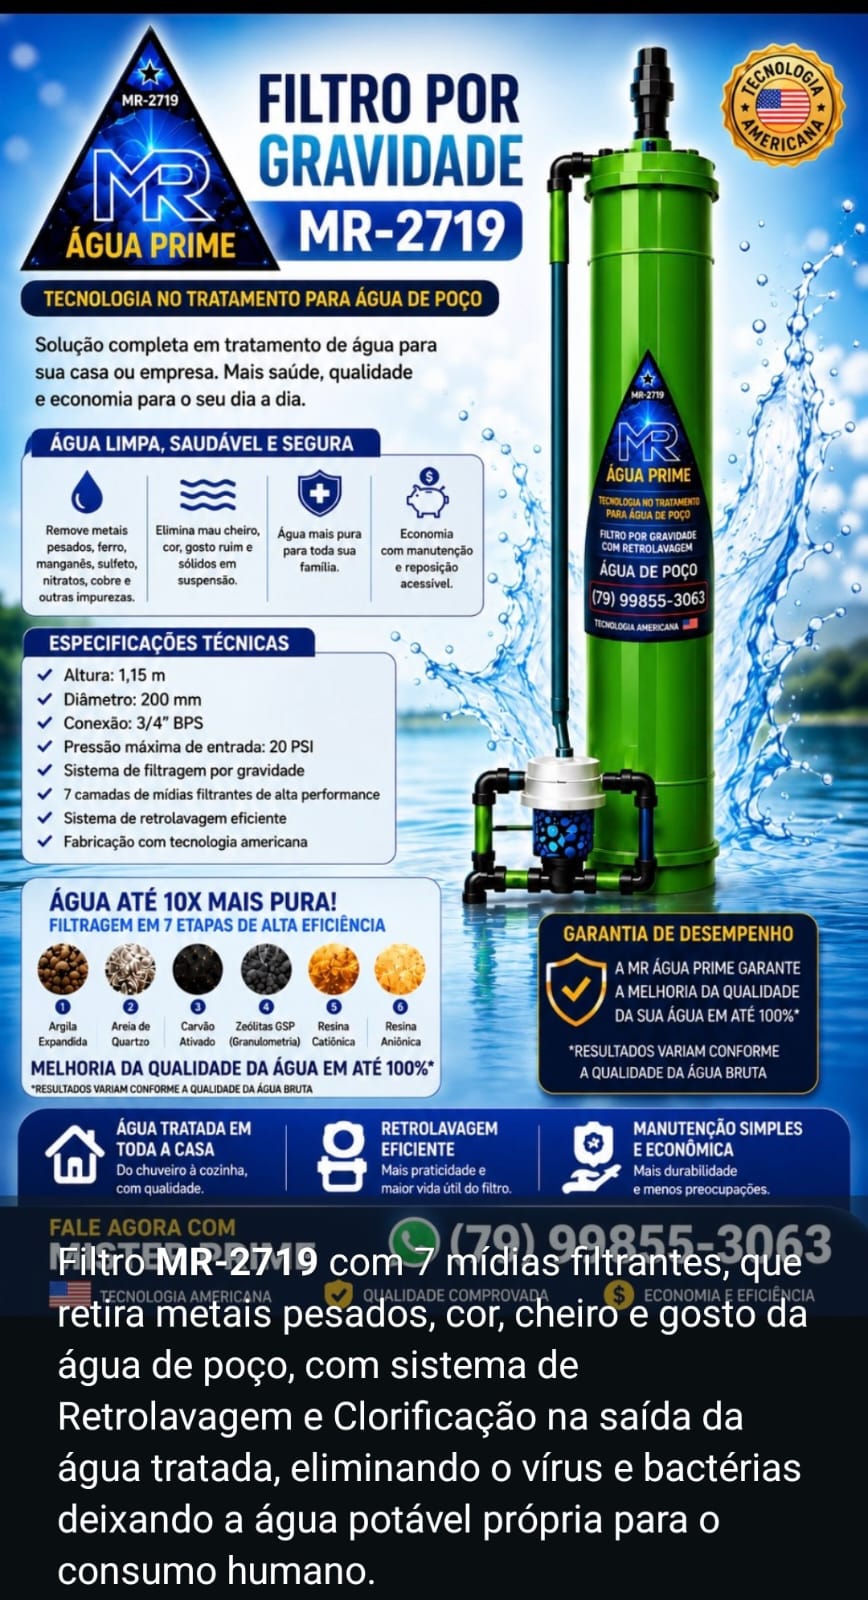 MR-2719
MR
ÁGUA PRIME
FILTRO POR
GRAVIDADE
MR-2719
TECNOLOGIA
AMERICANA
TECNOLOGIA NO TRATAMENTO PARA ÁGUA DE POÇO
Solução completa em tratamento de água para
sua casa ou empresa. Mais saúde, qualidade
e economia para o seu dia a dia.
ÁGUA LIMPA, SAUDÁVEL E SEGURA
Remove metais
pesados, ferro,
manganês, sulfeto,
nitratos, cobre e
outras impurezas.
Elimina mau cheiro,
cor, gosto ruim e
sólidos em
suspensão.
Água mais pura
para toda sua
família.
$
Economia
com manutenção
e reposição
acessível.
MR-2719
MR
ÁGUA PRIME
TECNOLOGIA NO TRATAMENTO
PARA ÁGUA DE POÇO
FILTRO POR GRAVIDADE
COM RETROLAVAGEM
ÁGUA DE POÇO
(79) 99855-3063
TECNOLOGIA AMERICANA
ESPECIFICAÇÕES TÉCNICAS
Altura: 1,15 m
Diâmetro: 200 mm
Conexão: 3/4" BPS
Pressão máxima de entrada: 20 PSI
Sistema de filtragem por gravidade
7 camadas de mídias filtrantes de alta performance
Sistema de retrolavagem eficiente
Fabricação com tecnologia americana
ÁGUA ATÉ 10X MAIS PURA!
FILTRAGEM EM 7 ETAPAS DE ALTA EFICIÊNCIA
1
Argila
Expandida
2
Areia de
Quartzo
3
Carvão
Ativado
4
Zeólitas GSP
(Granulometria)
5
Resina
Catiônica
6
Resina
Aniônica
MELHORIA DA QUALIDADE DA ÁGUA EM ATÉ 100%*
*RESULTADOS VARIAM CONFORME A QUALIDADE DA ÁGUA BRUTA
GARANTIA DE DESEMPENHO
A MR ÁGUA PRIME GARANTE
A MELHORIA DA QUALIDADE
DA SUA ÁGUA EM ATÉ 100%*
*RESULTADOS VARIAM CONFORME
A QUALIDADE DA ÁGUA BRUTA
ÁGUA TRATADA EM
TODA A CASA
Do chuveiro à cozinha,
com qualidade.
RETROLAVAGEM
EFICIENTE
Mais praticidade e
maior vida útil do filtro.
MANUTENÇÃO SIMPLES
E ECONÔMICA
Mais durabilidade
e menos preocupações.
FALE AGORA COM
MISTER PRIME
(79) 99855-3063
TECNOLOGIA AMERICANA
QUALIDADE COMPROVADA
$ ECONOMIA E EFICIÊNCIA
Filtro MR-2719 com 7 mídias filtrantes, que
retira metais pesados, cor, cheiro e gosto da
água de poço, com sistema de
Retrolavagem e Clorificação na saída da
água tratada, eliminando o vírus e bactérias
deixando a água potável própria para o
consumo humano.